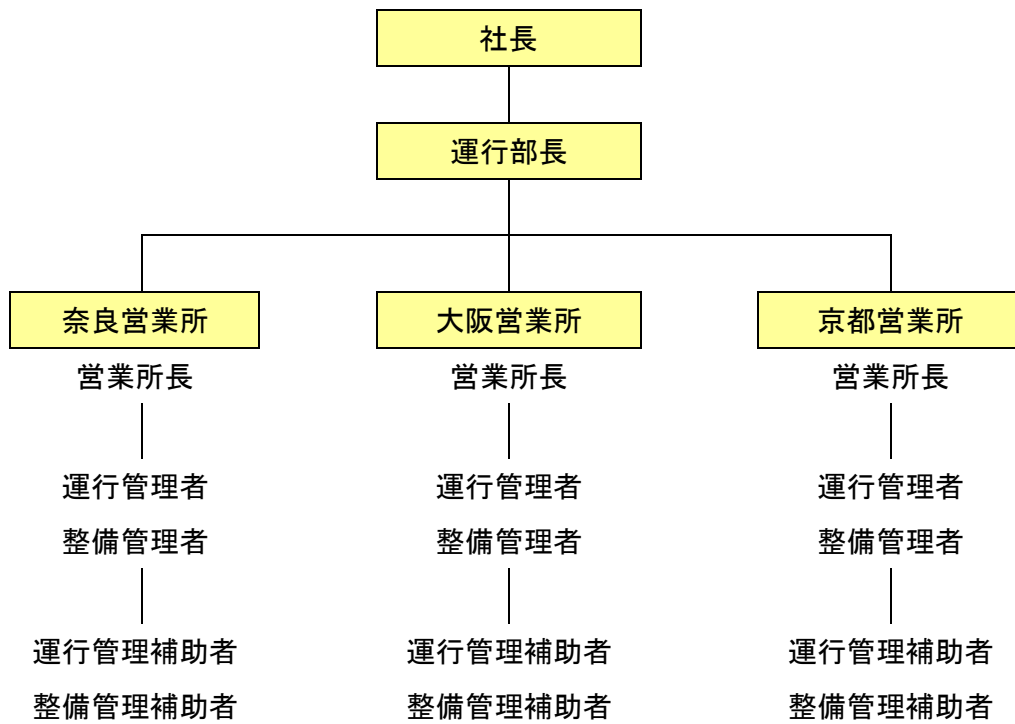 社長
運行部長
奈良営業所 大阪営業所 京都営業所
営業所長 営業所長 営業所長
運行管理者 運行管理者 運行管理者
整備管理者 整備管理者 整備管理者
運行管理補助者 運行管理補助者 運行管理補助者
整備管理補助者 整備管理補助者 整備管理補助者